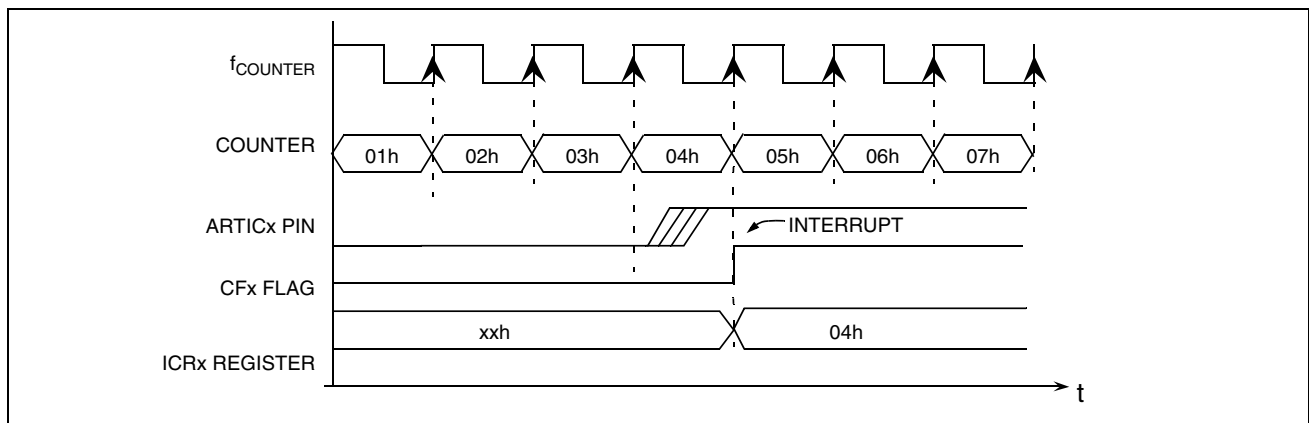 fCOUNTER
COUNTER 01h 02h 03h 04h 05h 06h 07h
ARTICx PIN INTERRUPT
CFx FLAG
xxh 04h
ICRx REGISTER
t